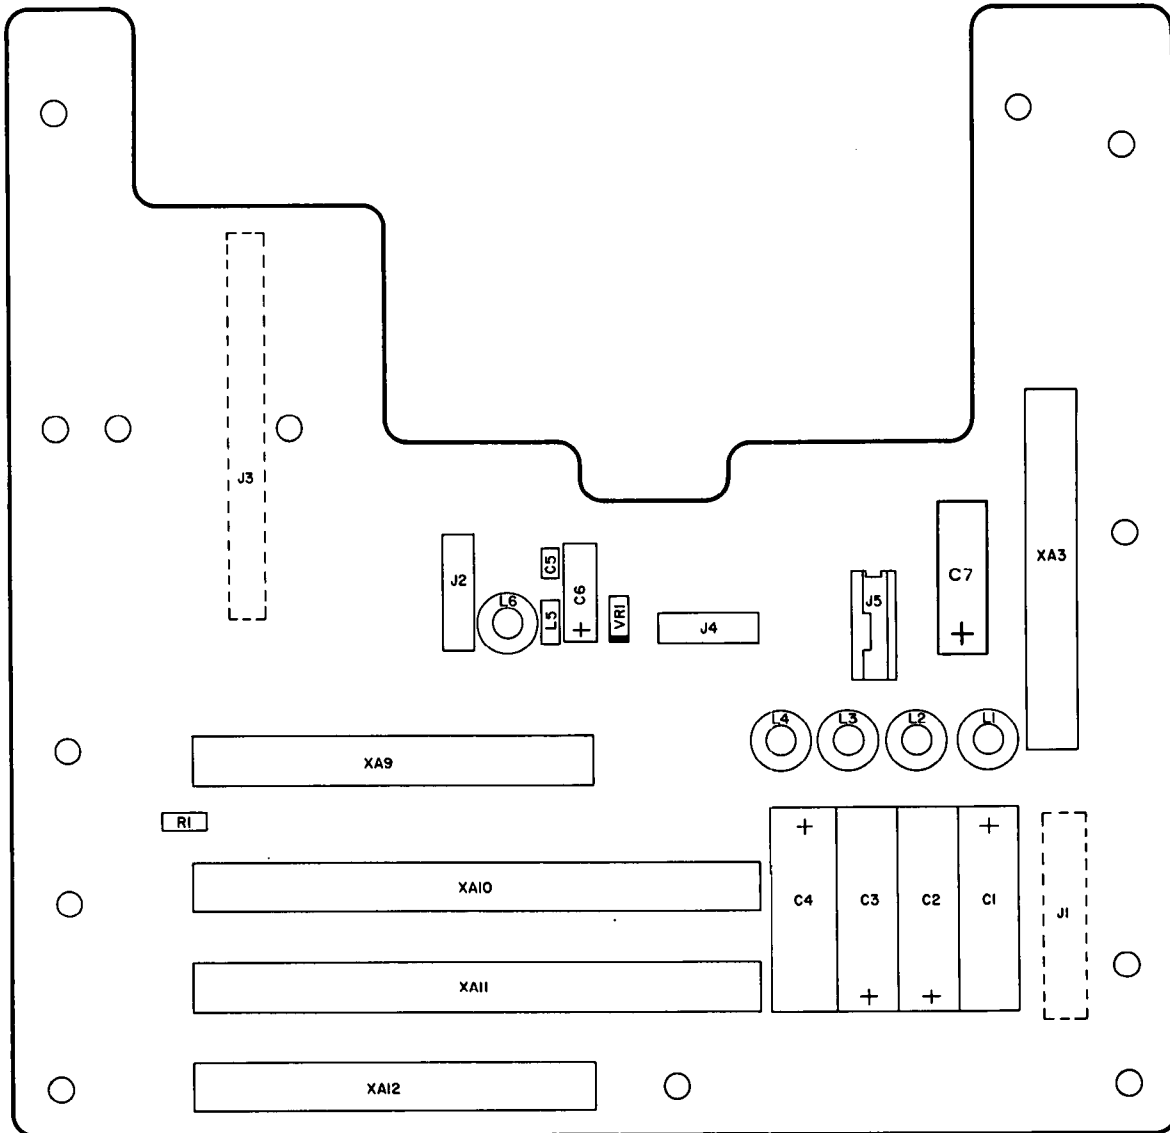 J3
XA3
J2
L6
C5
L5
C6
+
VR1
J4
J5
C7
+
L4
L3
L2
L1
XA9
R1
XA10
+
+
C4
C3
C2
C1
J1
+
+
XA11
XA12